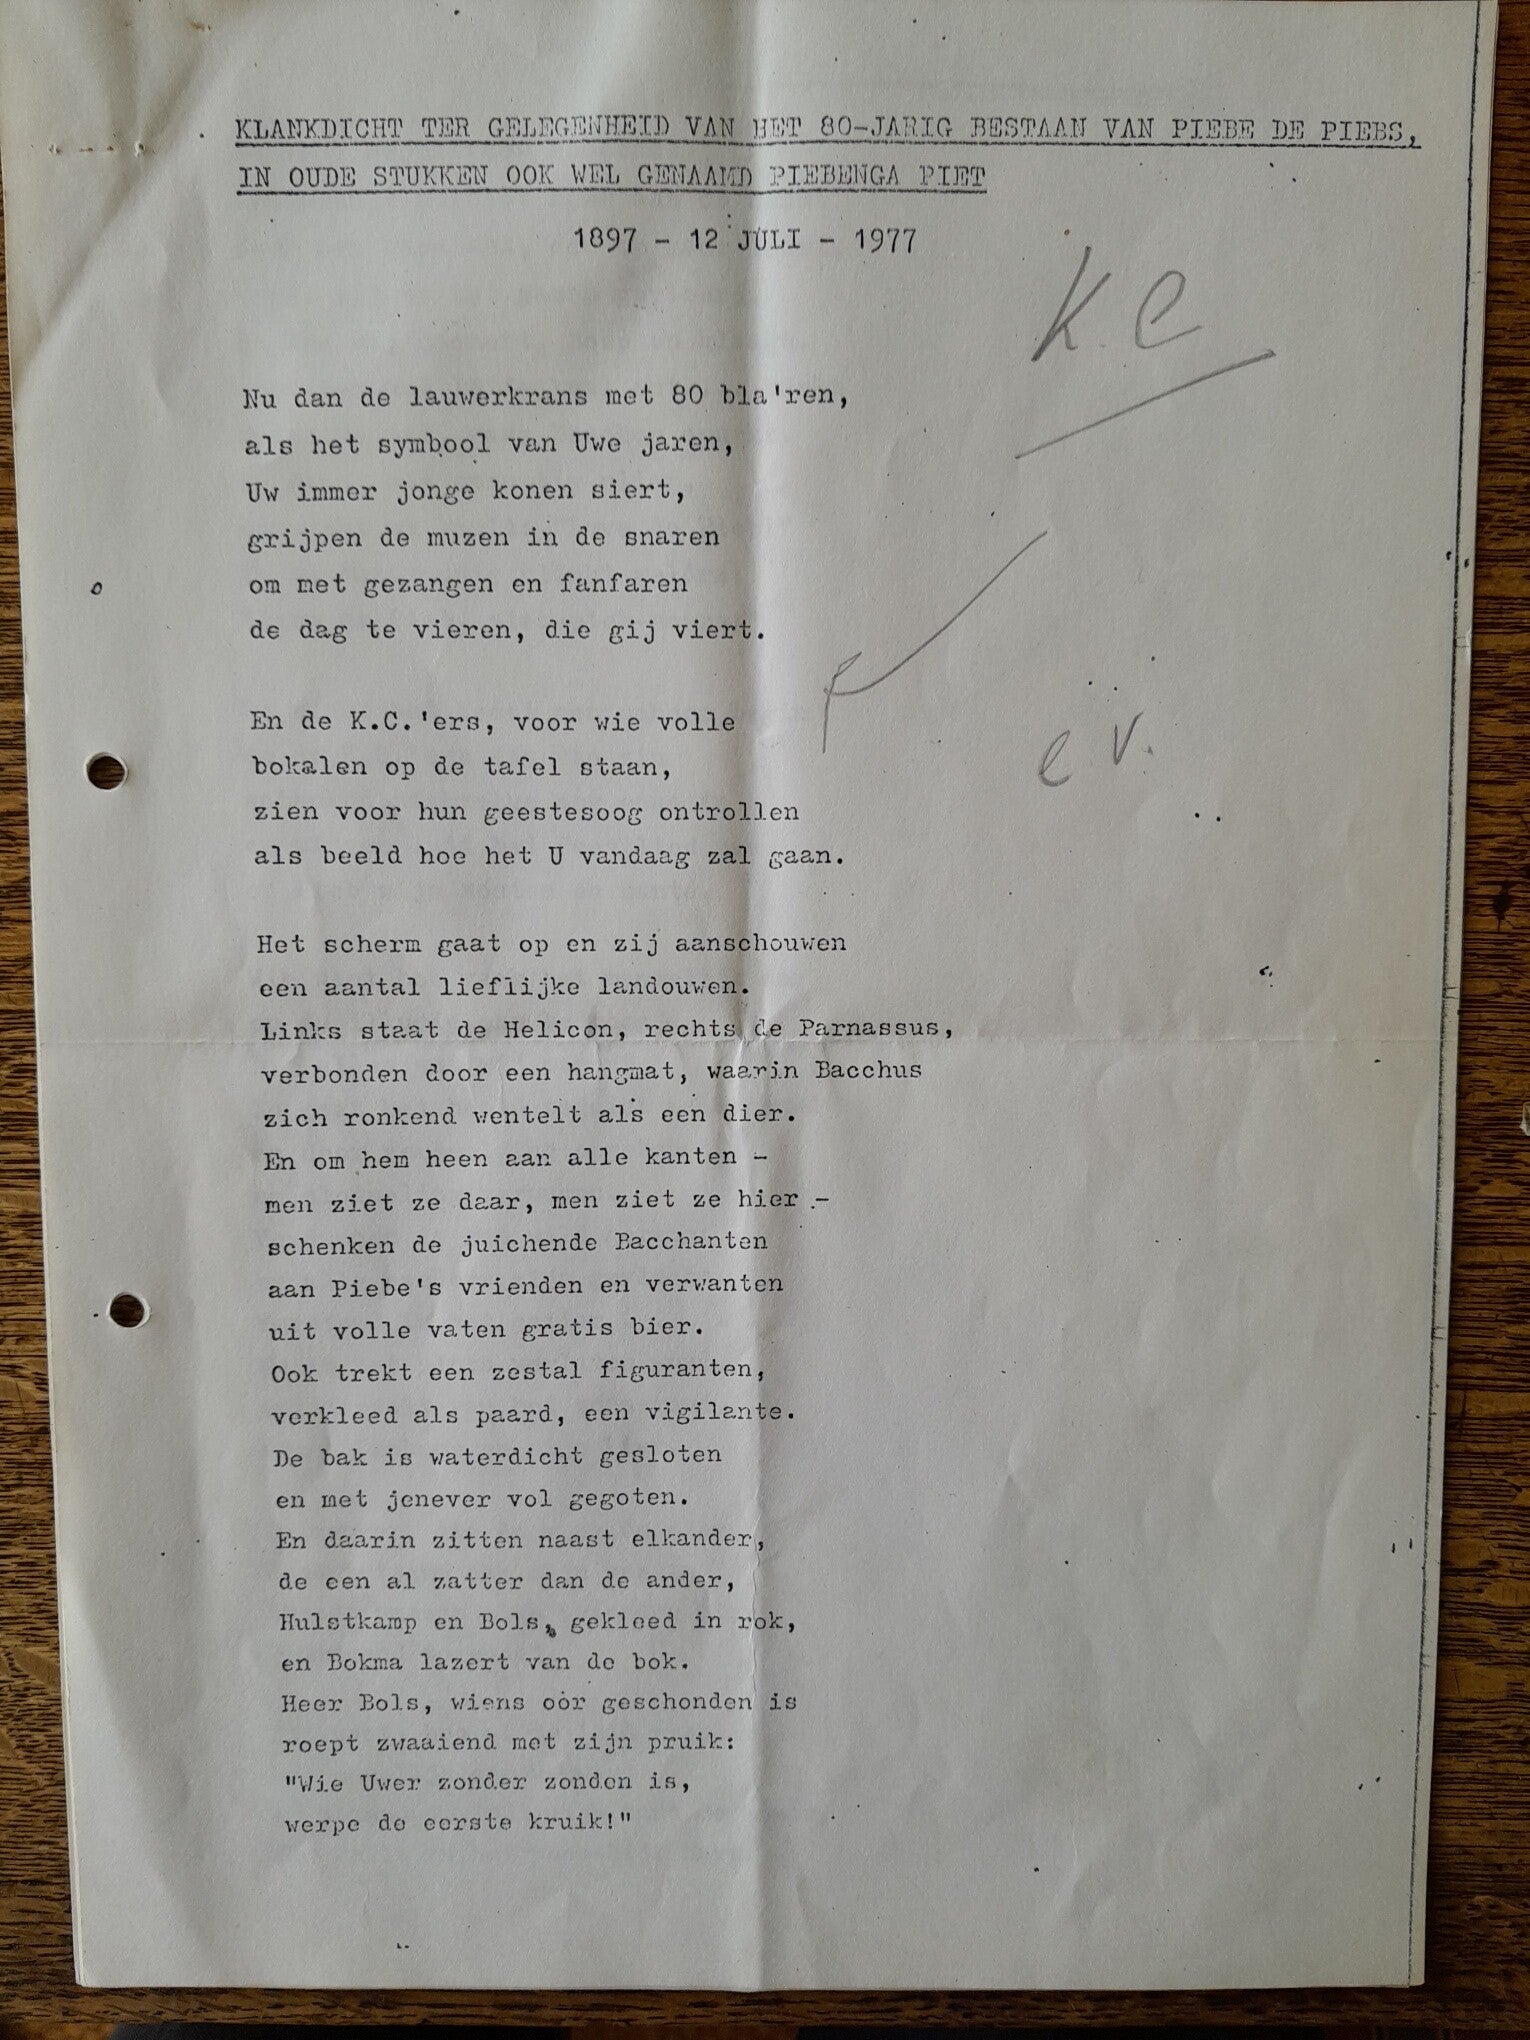 KLANKDICHT TER GELEGENHEID VAN HET 80-JARIG BESTAAN VAN PIEBE DE PIEBS,
IN OUDE STUKKEN OOK WEL GENAAMD PIEBENGA PIET
1897 - 12 JULI - 1977
K.C
Nu dan de lauwerkrans met 80 bla'ren,
als het symbool van Uwe jaren,
Uw immer jonge konen siert,
grijpen de muzen in de snaren
om met gezangen en fanfaren
de dag te vieren, die gij viert.
En de K.C.'ers, voor wie volle
e.v.
bokalen op de tafel staan,
zien voor hun geestesoog ontrollen
als beeld hoe het U vandaag zal gaan.
Het scherm gaat op en zij aanschouwen
een aantal lieflijke landouwen.
Links staat de Helicon, rechts de Parnassus,
verbonden door een hangmat, waarin Bacchus
zich ronkend wentelt als een dier.
En om hem heen aan alle kanten -
men ziet ze daar, men ziet ze hier -
schenken de juichende Bacchanten
aan Piebe's vrienden en verwanten
uit volle vaten gratis bier.
Ook trekt een zestal figuranten,
verkleed als paard, een vigilante.
De bak is waterdicht gesloten
en met jenever vol gegoten.
En daarin zitten naast elkander,
de een al zatter dan de ander,
Hulstkamp en Bols, gekleed in rok,
en Bokma lazert van de bok.
Heer Bols, wiens oor geschonden is
roept zwaaiend met zijn pruik:
"Wie Uwer zonder zonden is,
werpe de eerste kruik!"